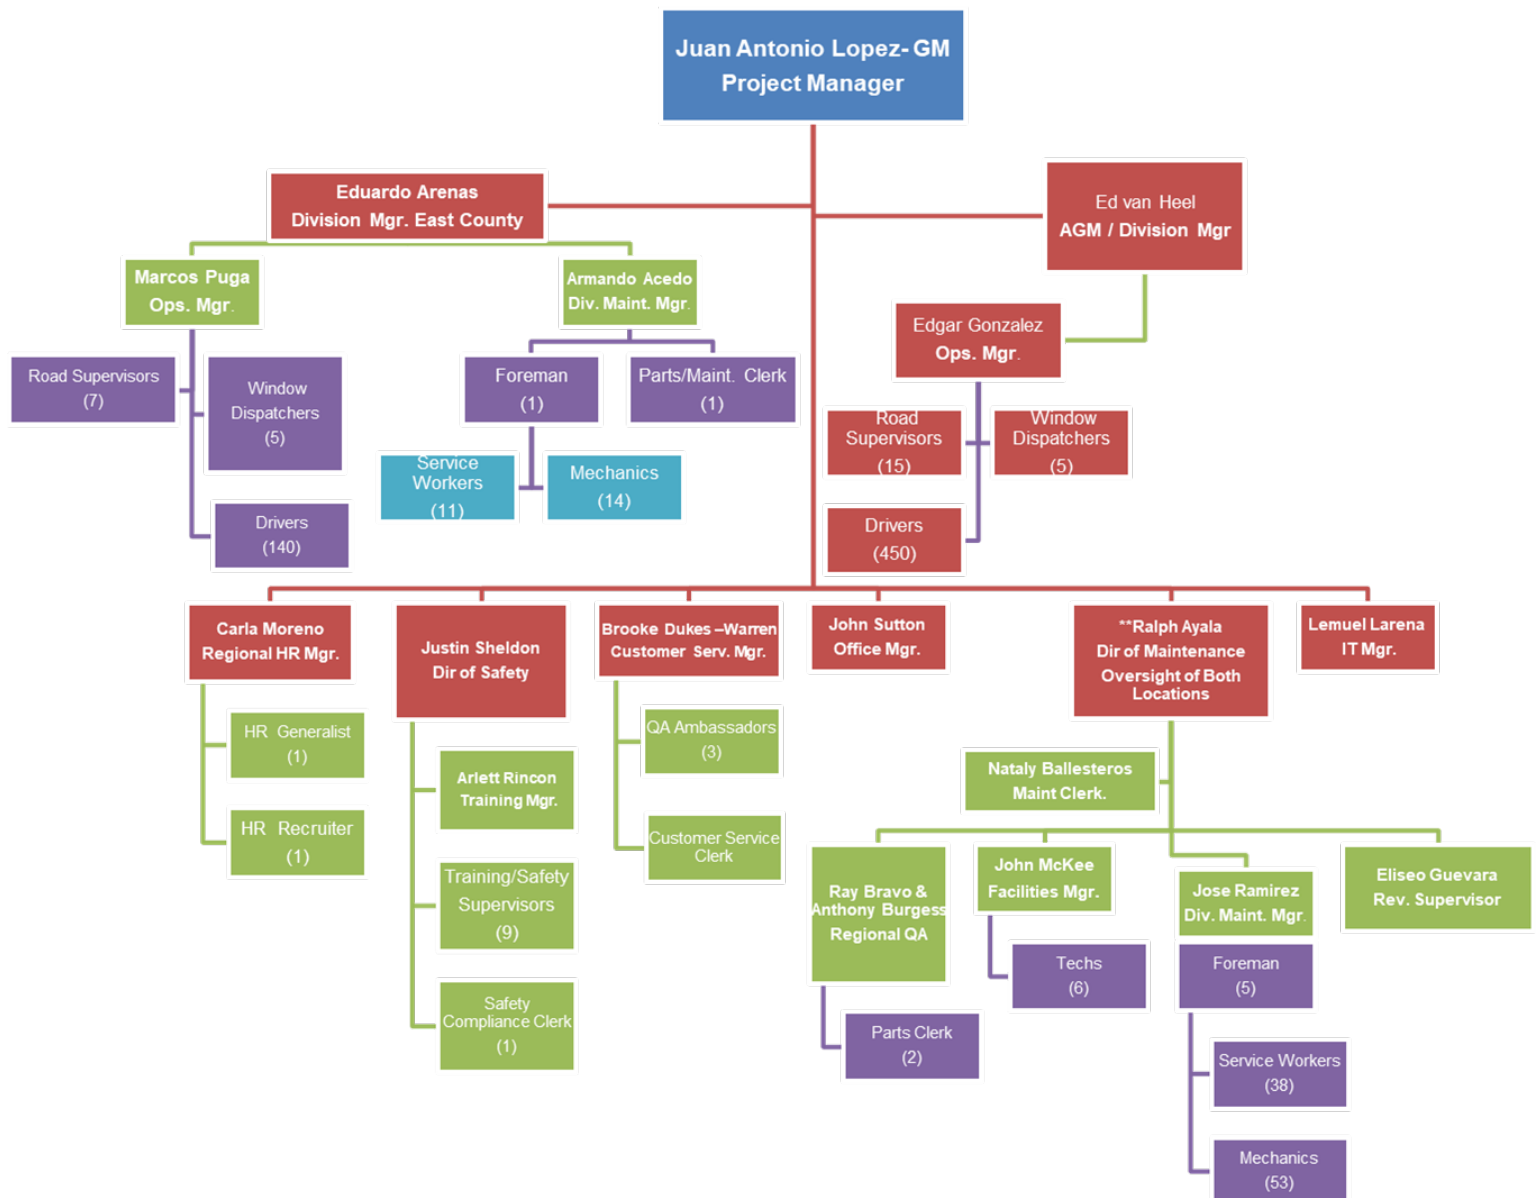 Juan Antonio Lopez- GM
Project Manager
Eduardo Arenas
Division Mgr. East County
Ed van Heel
AGM / Division Mgr
Marcos Puga
Ops. Mgr.
Armando Acedo
Div. Maint. Mgr.
Edgar Gonzalez
Ops. Mgr.
Road Supervisors
(7)
Window
Dispatchers
(5)
Drivers
(140)
Foreman
(1)
Parts/Maint. Clerk
(1)
Service
Workers
(11)
Mechanics
(14)
Road
Supervisors
(15)
Window
Dispatchers
(5)
Drivers
(450)
Carla Moreno
Regional HR Mgr.
Justin Sheldon
Dir of Safety
Brooke Dukes –Warren
Customer Serv. Mgr.
John Sutton
Office Mgr.
**Ralph Ayala
Dir of Maintenance
Oversight of Both
Locations
Lemuel Larena
IT Mgr.
HR Generalist
(1)
HR Recruiter
(1)
Arlett Rincon
Training Mgr.
Training/Safety
Supervisors
(9)
Safety
Compliance Clerk
(1)
QA Ambassadors
(3)
Customer Service
Clerk
Nataly Ballesteros
Maint Clerk.
Ray Bravo &
Anthony Burgess
Regional QA
Parts Clerk
(2)
John McKee
Facilities Mgr.
Techs
(6)
Jose Ramirez
Div. Maint. Mgr.
Foreman
(5)
Service Workers
(38)
Mechanics
(53)
Eliseo Guevara
Rev. Supervisor